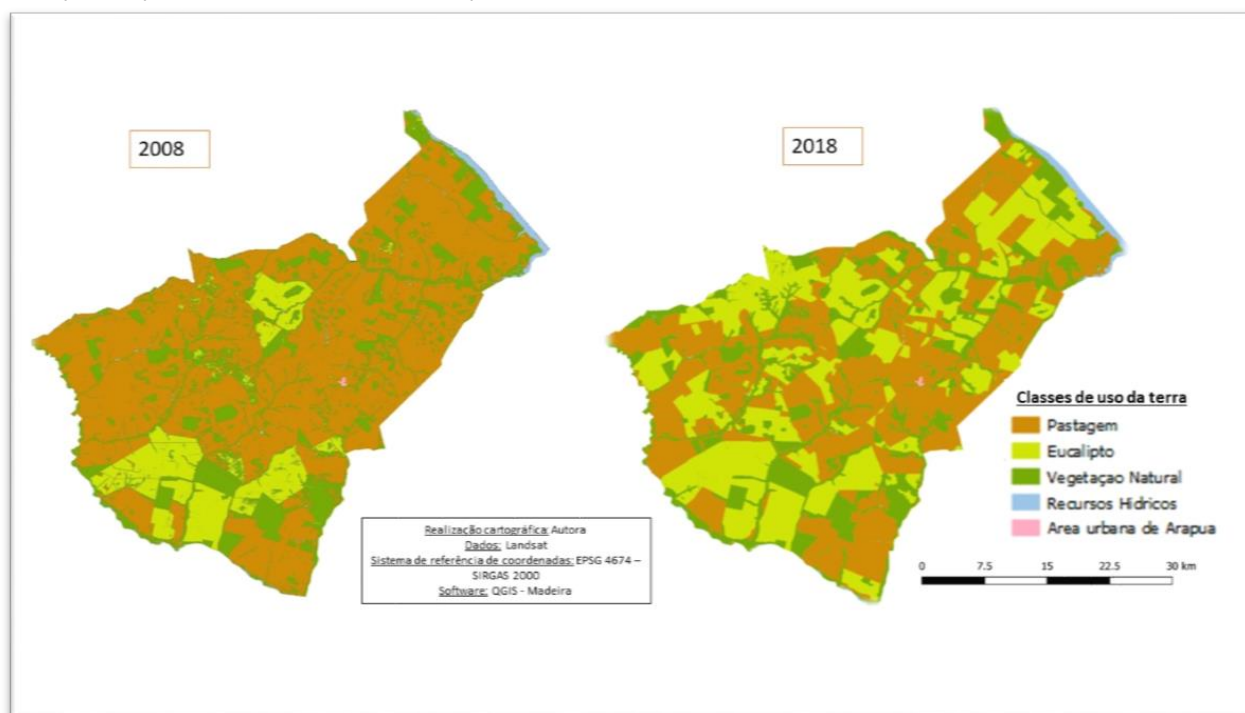 2008
2018
Classes de uso da terra
Pastagem
Eucalipto
Vegetaçao Natural
Recursos Hidricos
Area urbana de Arapua
0 7.5 15 22.5 30 km
Realização cartográfica: Autora
Dados: Landsat
Sistema de referência de coordenadas: EPSG 4674 –
SIRGAS 2000
Software: QGIS - Madeira